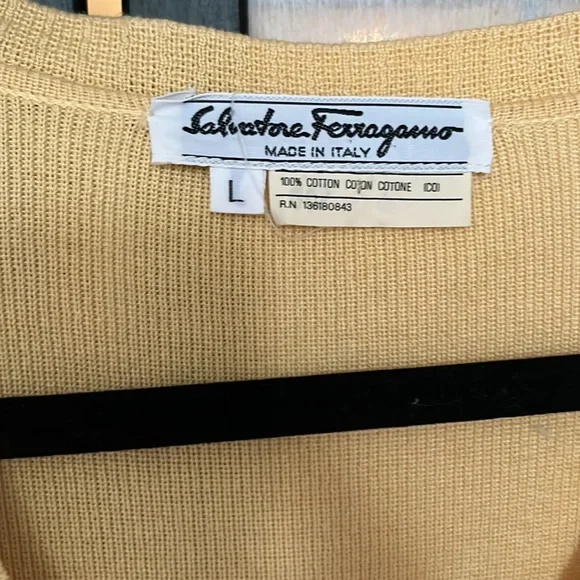 Salvatore Ferragamo
MADE IN ITALY
L
100% COTTON COTON COTONE (CO)
R.N 136180843